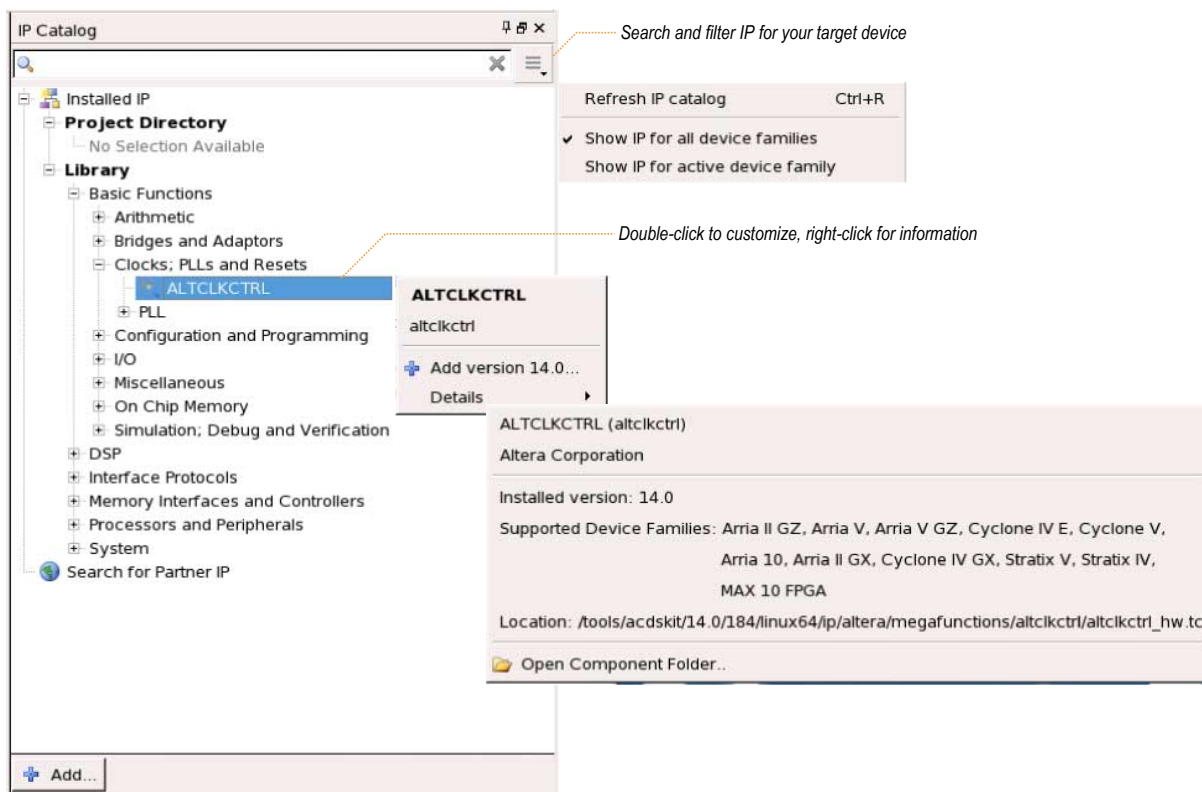 IP Catalog
Search and filter IP for your target device
Installed IP
Project Directory
No Selection Available
Library
Basic Functions
Arithmetic
Bridges and Adaptors
Clocks; PLLs and Resets
ALTCLKCTRL
PLL
Configuration and Programming
I/O
Miscellaneous
On Chip Memory
Simulation; Debug and Verification
DSP
Interface Protocols
Memory Interfaces and Controllers
Processors and Peripherals
System
Search for Partner IP
Add...
Refresh IP catalog Ctrl+R
Show IP for all device families
Show IP for active device family
Double-click to customize, right-click for information
ALTCLKCTRL
altclkctrl
Add version 14.0...
Details
ALTCLKCTRL (altclkctrl)
Altera Corporation
Installed version: 14.0
Supported Device Families: Arria II GZ, Arria V, Arria V GZ, Cyclone IV E, Cyclone V,
Arria 10, Arria II GX, Cyclone IV GX, Stratix V, Stratix IV,
MAX 10 FPGA
Location: /tools/acdskit/14.0/184/linux64/ip/altera/megafunctions/altclkctrl/altclkctrl_hw.tc
Open Component Folder..